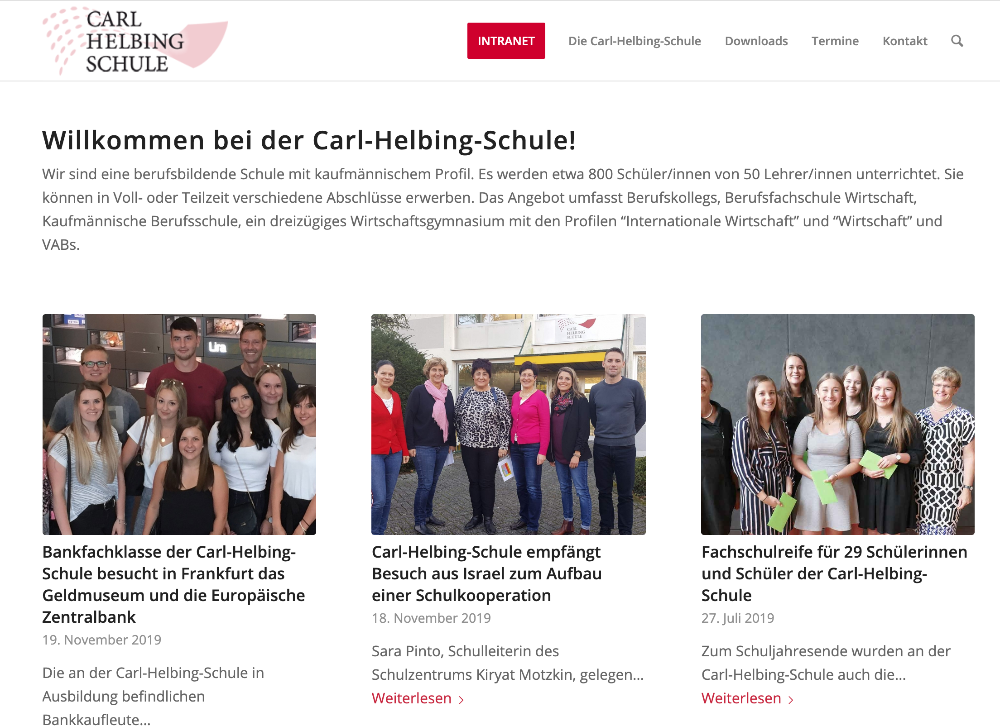 CARL
HELBING
SCHULE
INTRANET
Die Carl-Helbing-Schule
Downloads
Termine
Kontakt
Willkommen bei der Carl-Helbing-Schule!
Wir sind eine berufsbildende Schule mit kaufmännischem Profil. Es werden etwa 800 Schüler/innen von 50 Lehrer/innen unterrichtet. Sie
können in Voll- oder Teilzeit verschiedene Abschlüsse erwerben. Das Angebot umfasst Berufskollegs, Berufsfachschule Wirtschaft,
Kaufmännische Berufsschule, ein dreizügiges Wirtschaftsgymnasium mit den Profilen “Internationale Wirtschaft” und “Wirtschaft” und
VABs.
Lira
Bankfachklasse der Carl-Helbing-
Schule besucht in Frankfurt das
Geldmuseum und die Europäische
Zentralbank
19. November 2019
Die an der Carl-Helbing-Schule in
Ausbildung befindlichen
Bankkaufleute...
CARL
HELBING
SCHULE
Carl-Helbing-Schule empfängt
Besuch aus Israel zum Aufbau
einer Schulkooperation
18. November 2019
Sara Pinto, Schulleiterin des
Schulzentrums Kiryat Motzkin, gelegen...
Weiterlesen
Fachschulreife für 29 Schülerinnen
und Schüler der Carl-Helbing-
Schule
27. Juli 2019
Zum Schuljahresende wurden an der
Carl-Helbing-Schule auch die...
Weiterlesen